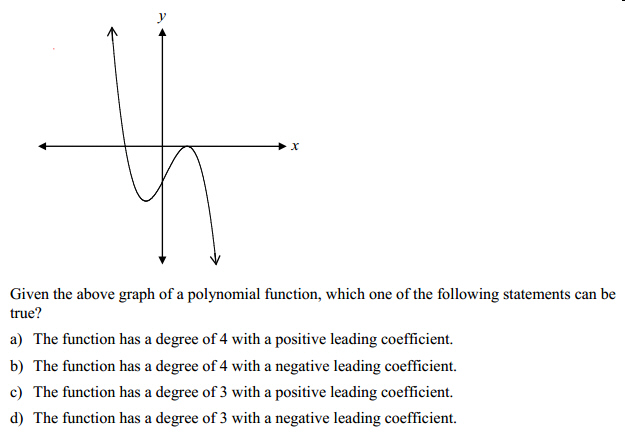 y
x
Given the above graph of a polynomial function, which one of the following statements can be
true?
a) The function has a degree of 4 with a positive leading coefficient.
b) The function has a degree of 4 with a negative leading coefficient.
c) The function has a degree of 3 with a positive leading coefficient.
d) The function has a degree of 3 with a negative leading coefficient.